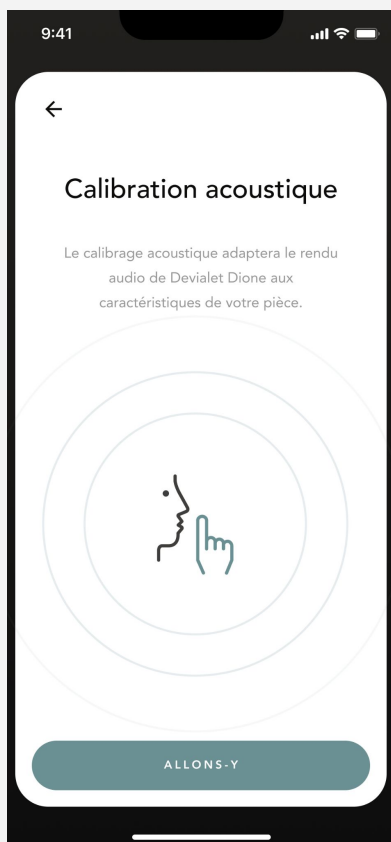 9:41
Calibration acoustique
Le calibrage acoustique adaptera le rendu
audio de Devialet Dione aux
caractéristiques de votre pièce.
ALLONS-Y